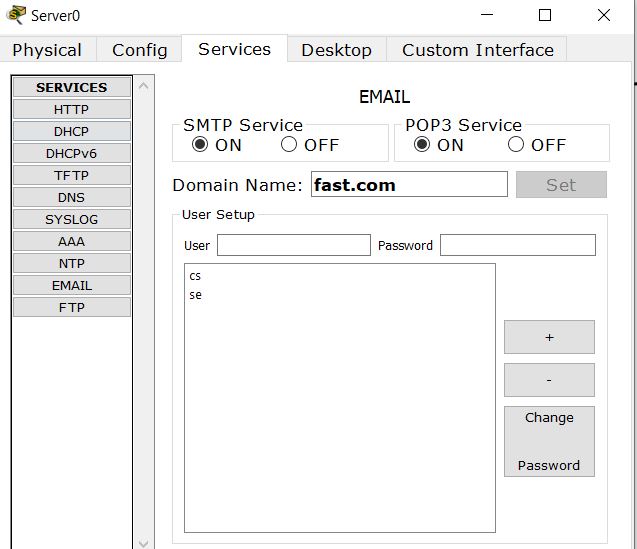 Server0
Physical Config Services Desktop Custom Interface
SERVICES
HTTP
DHCP
DHCPv6
TFTP
DNS
SYSLOG
AAA
NTP
EMAIL
FTP
EMAIL
SMTP Service
ON OFF
POP3 Service
ON OFF
Domain Name: fast.com Set
User Setup
User Password
cs
se
+
-
Change
Password